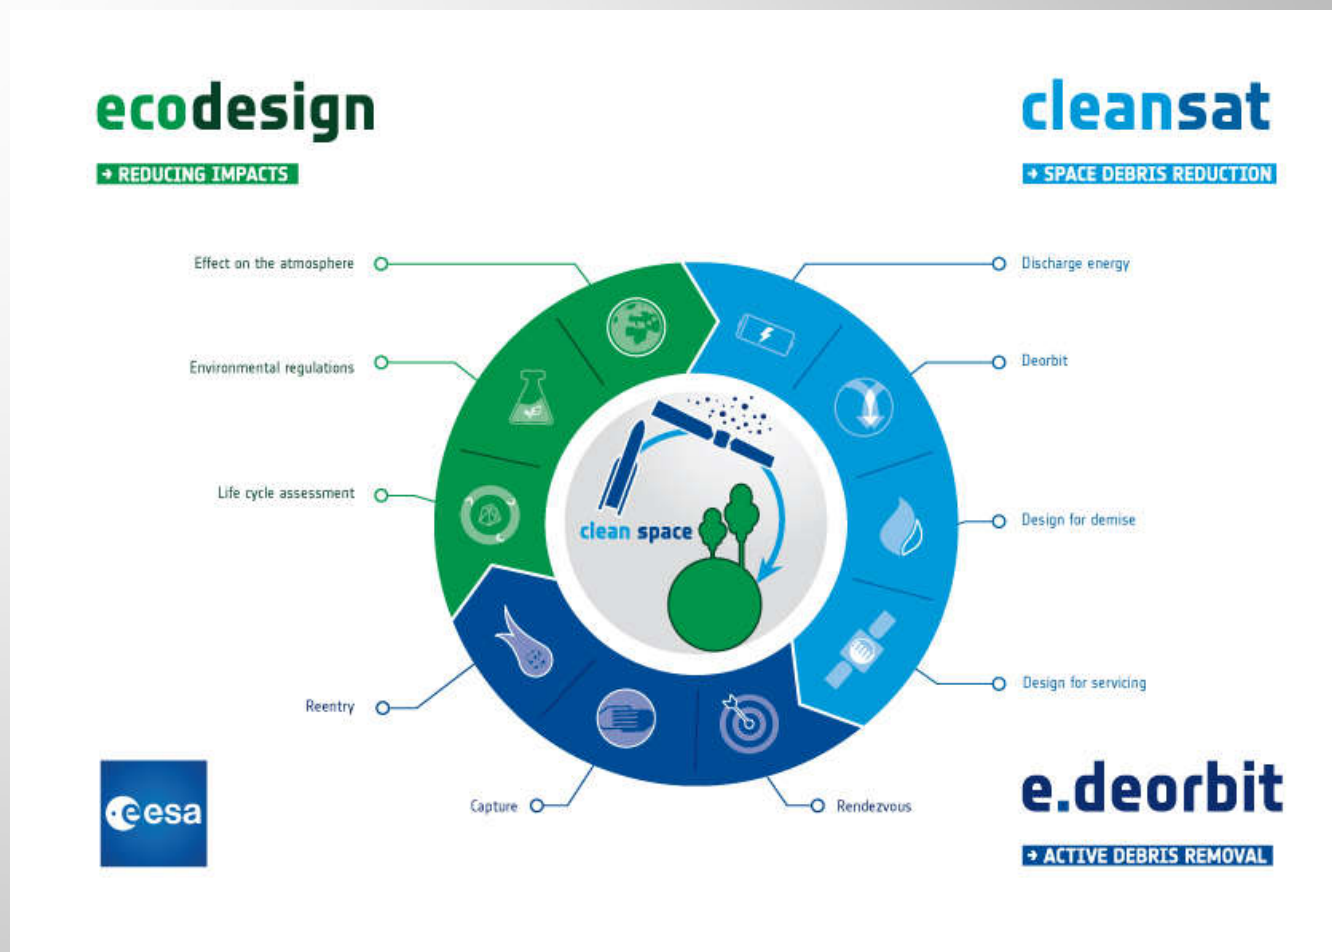 ecodesign
→ REDUCING IMPACTS
cleansat
→ SPACE DEBRIS REDUCTION
Effect on the atmosphere
Discharge energy
Environmental regulations
Deorbit
Life cycle assessment
Design for demise
clean space
Design for servicing
Reentry
Capture
Rendezvous
esa
e.deorbit
→ ACTIVE DEBRIS REMOVAL